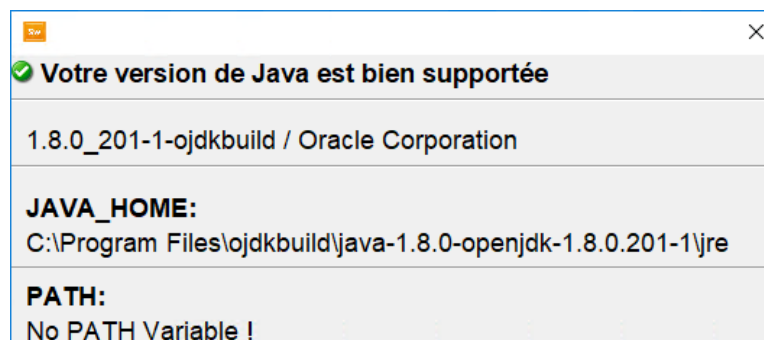 Votre version de Java est bien supportée
1.8.0_201-1-ojdkbuild / Oracle Corporation
JAVA_HOME:
C:\Program Files\ojdkbuild\java-1.8.0-openjdk-1.8.0.201-1\jre
PATH:
No PATH Variable !